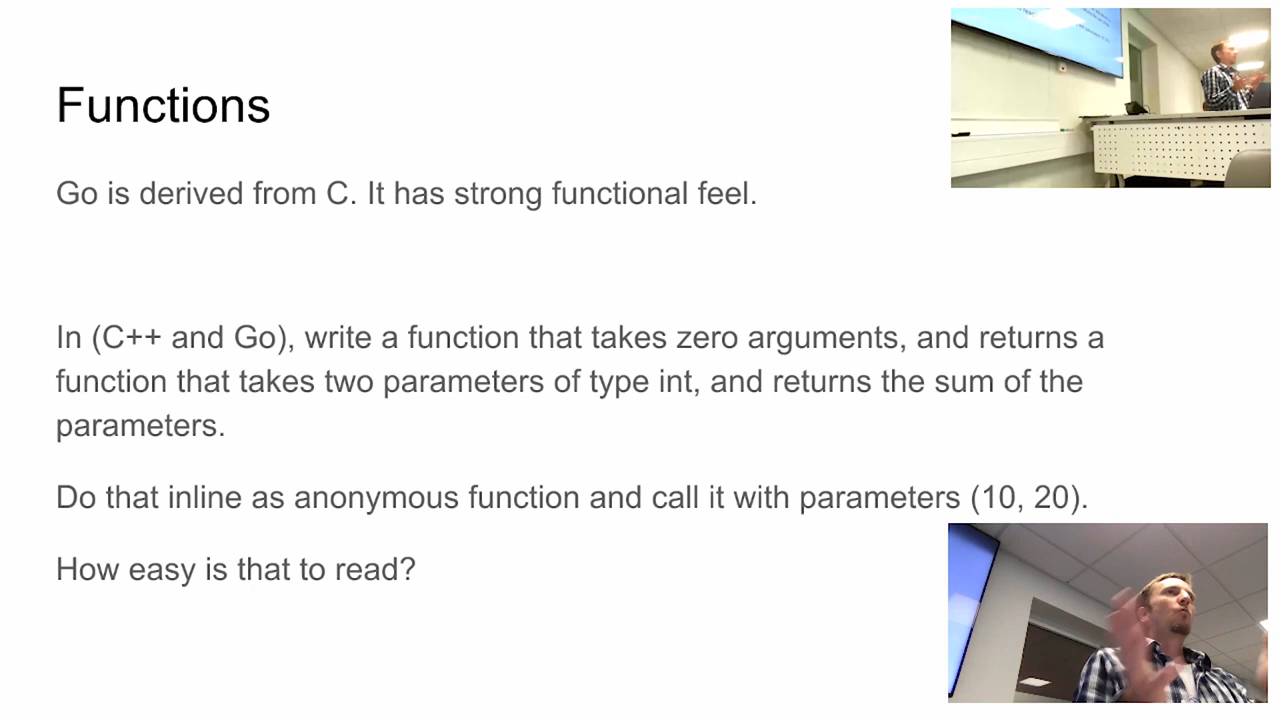 Functions
Go is derived from C. It has strong functional feel.
In (C++ and Go), write a function that takes zero arguments, and returns a
function that takes two parameters of type int, and returns the sum of the
parameters.
Do that inline as anonymous function and call it with parameters (10, 20).
How easy is that to read?